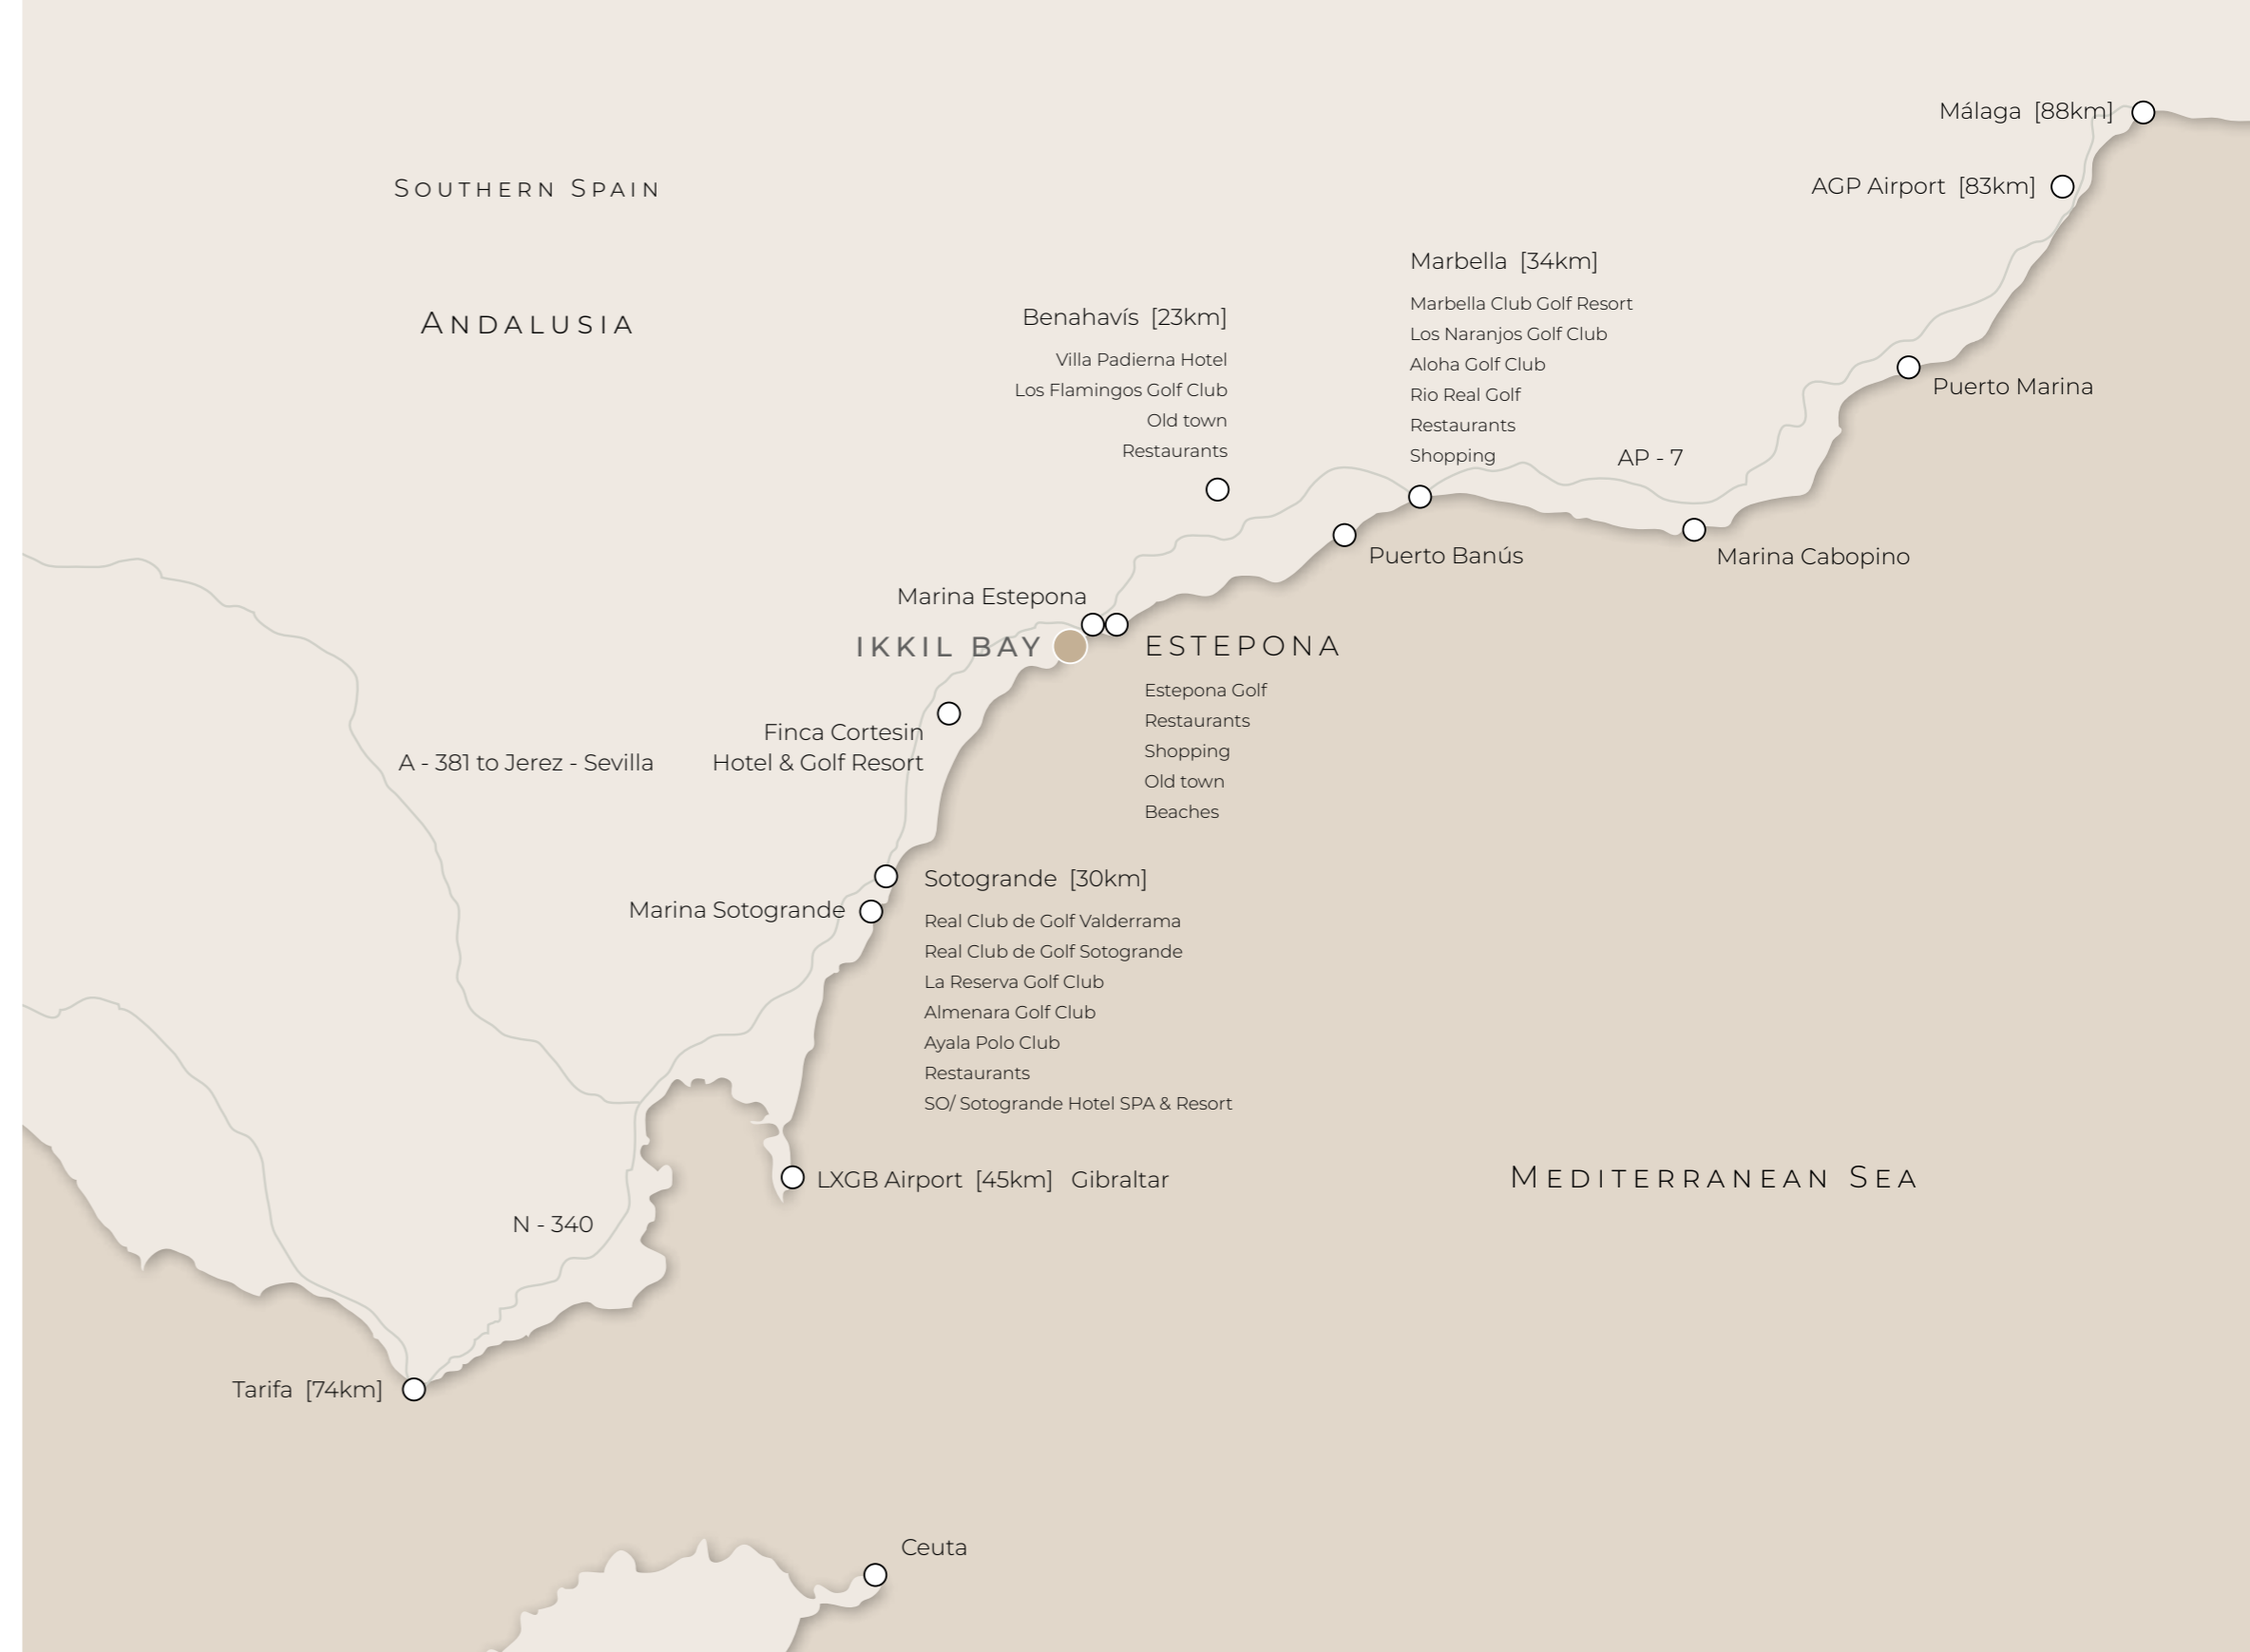 Málaga [88km]
SOUTHERN SPAIN
AGP Airport [83km]
ANDALUSIA
Marbella [34km]
Marbella Club Golf Resort
Los Naranjos Golf Club
Aloha Golf Club
Rio Real Golf
Restaurants
Shopping
Benahavís [23km]
Villa Padierna Hotel
Los Flamingos Golf Club
Old town
Restaurants
Puerto Marina
AP - 7
Puerto Banús
Marina Cabopino
Marina Estepona
IKKIL BAY
ESTEPONA
Estepona Golf
Restaurants
Shopping
Old town
Beaches
Finca Cortesin
Hotel & Golf Resort
A - 381 to Jerez - Sevilla
Sotogrande [30km]
Marina Sotogrande
Real Club de Golf Valderrama
Real Club de Golf Sotogrande
La Reserva Golf Club
Almenara Golf Club
Ayala Polo Club
Restaurants
SO/ Sotogrande Hotel SPA & Resort
LXGB Airport [45km] Gibraltar
MEDITERRANEAN SEA
N - 340
Tarifa [74km]
Ceuta